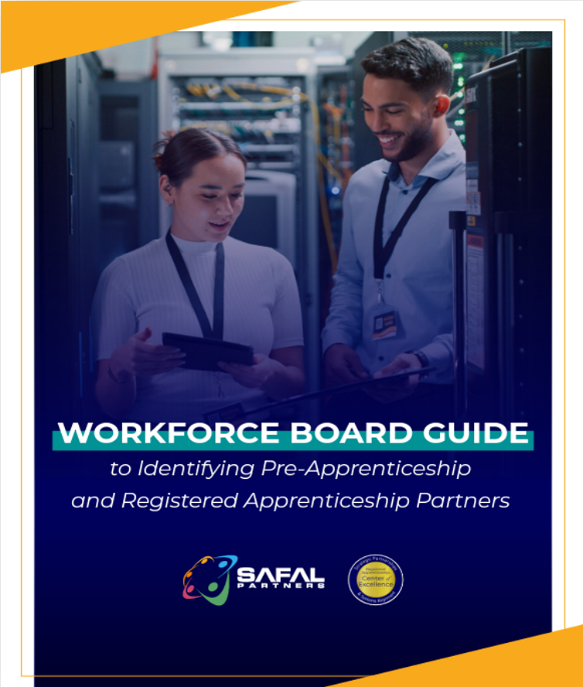 WORKFORCE BOARD GUIDE
to Identifying Pre-Apprenticeship
and Registered Apprenticeship Partners
SAFAL
PARTNERS
Center of
Excellence